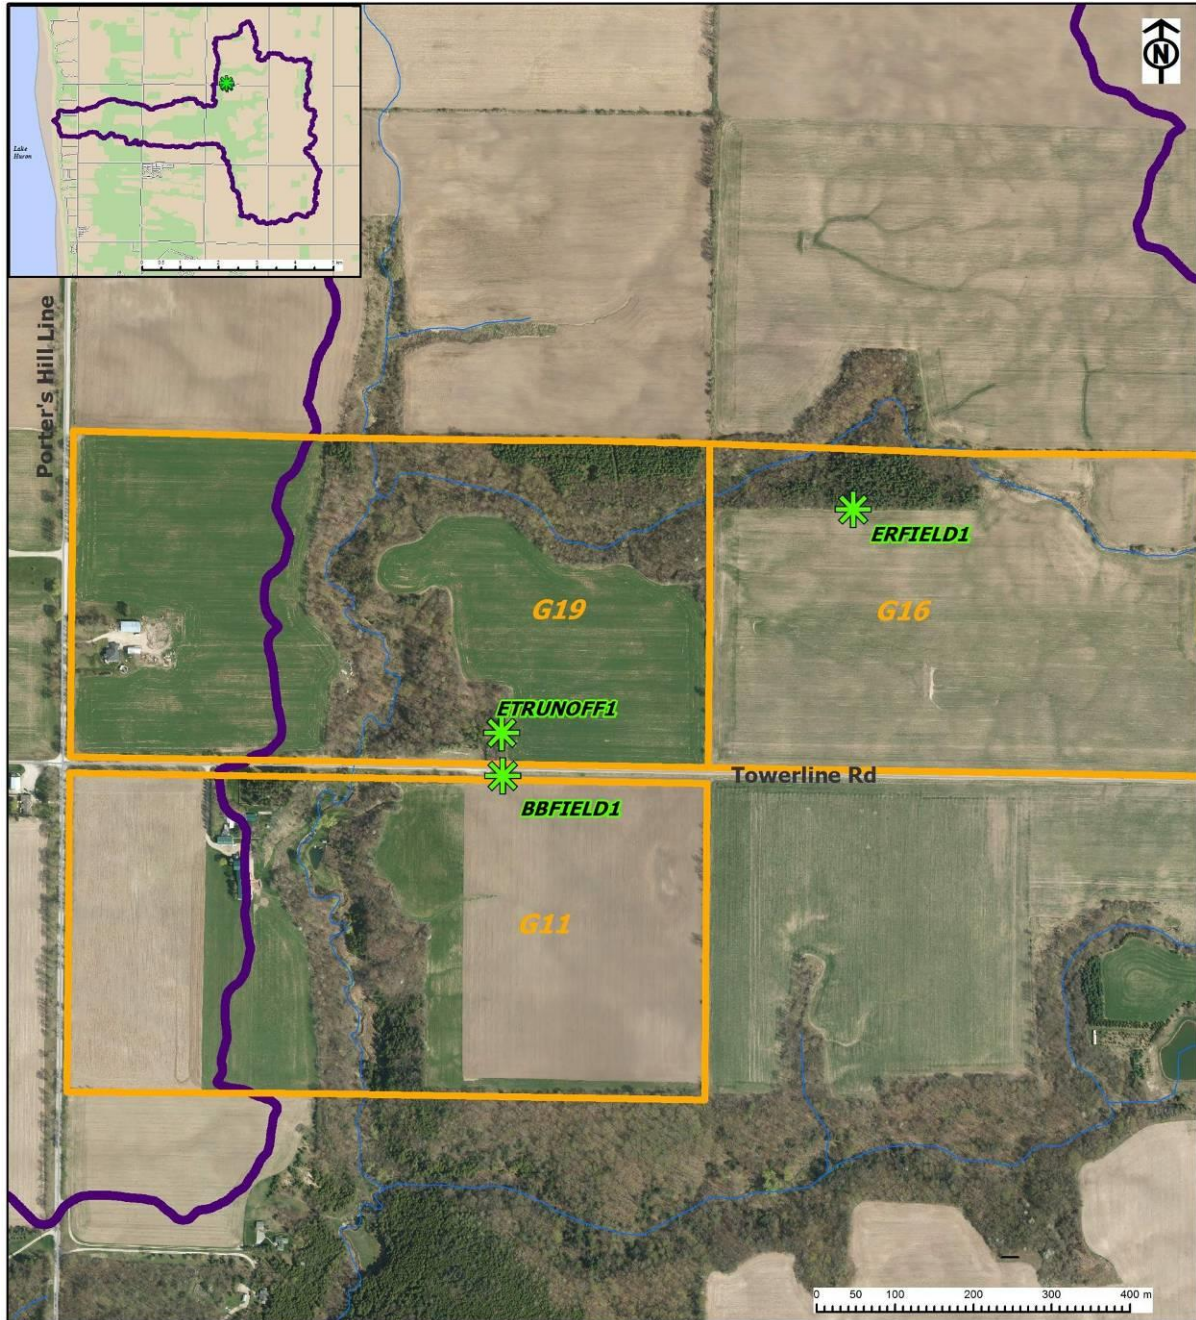 N
Lake
Huron
Porter's Hill Line
ERFIELD1
G19
G16
ETRUNOFF1
Towerline Rd
BBFIELD1
G11
0 50 100 200 300 400 m